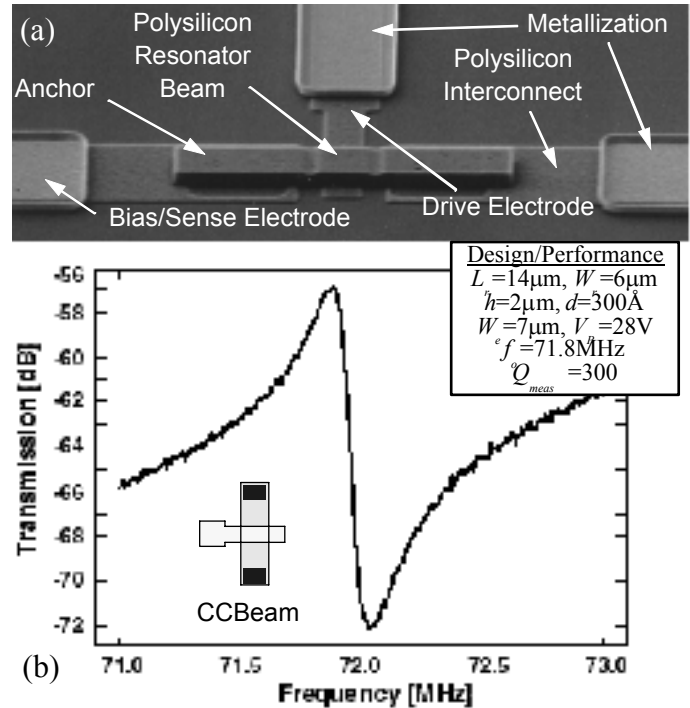 (a)
Polysilicon
Resonator
Beam
Metallization
Polysilicon
Interconnect
Anchor
Bias/Sense Electrode
Drive Electrode
Design/Performance
L =14µm, W =6µm
r h=2µm, d=300Å r
W =7µm, V =28V
e f =71.8MHz P
o Q meas =300
-56
-58
-60
-62
-64
-66
-68
-70
-72
Transmission [dB]
CCBeam
(b)
71.0 71.5 72.0 72.5 73.0
Frequency [MHz]